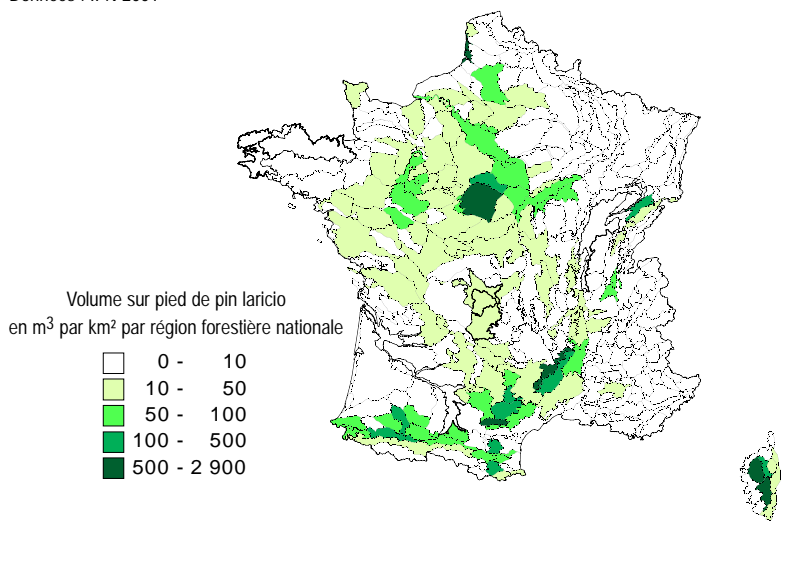 Volume sur pied de pin laricio
en m³ par km² par région forestière nationale
0 - 10
10 - 50
50 - 100
100 - 500
500 - 2 900